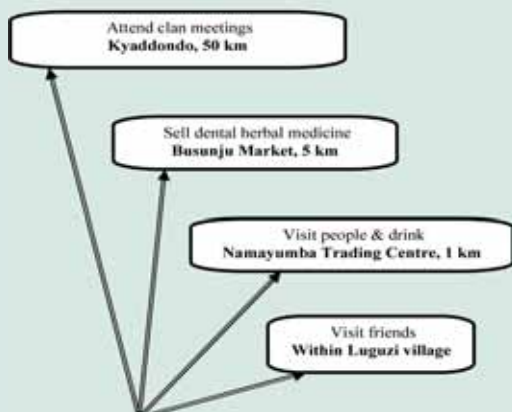 Attend clan meetings
Kyaddondo, 50 km
Sell dental herbal medicine
Busunju Market, 5 km
Visit people & drink
Namayumba Trading Centre, 1 km
Visit friends
Within Luguzi village